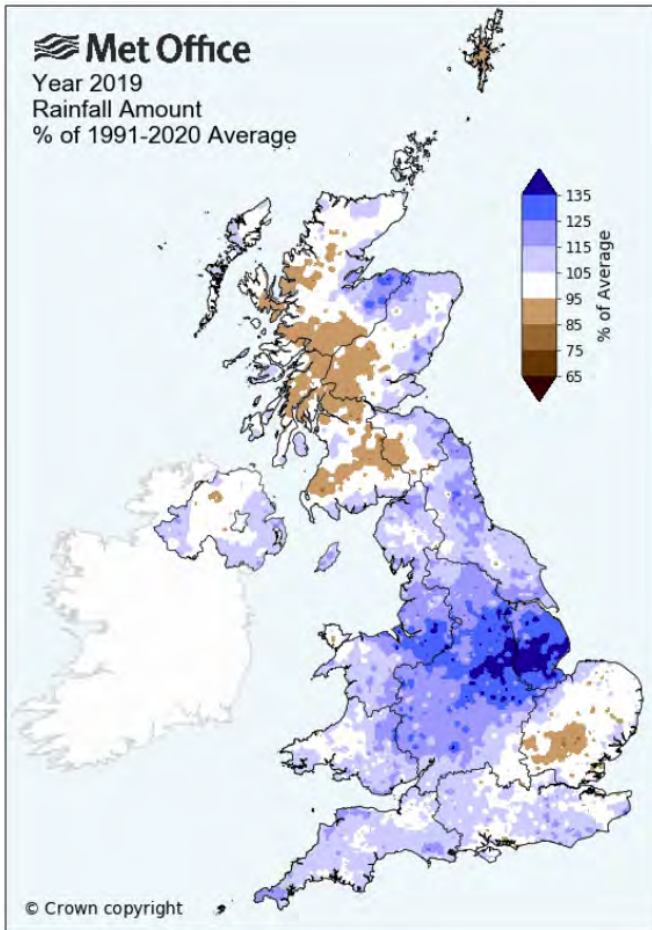 Met Office
Year 2019
Rainfall Amount
% of 1991-2020 Average
135
125
115
105
95
85
75
65
% of Average
© Crown copyright